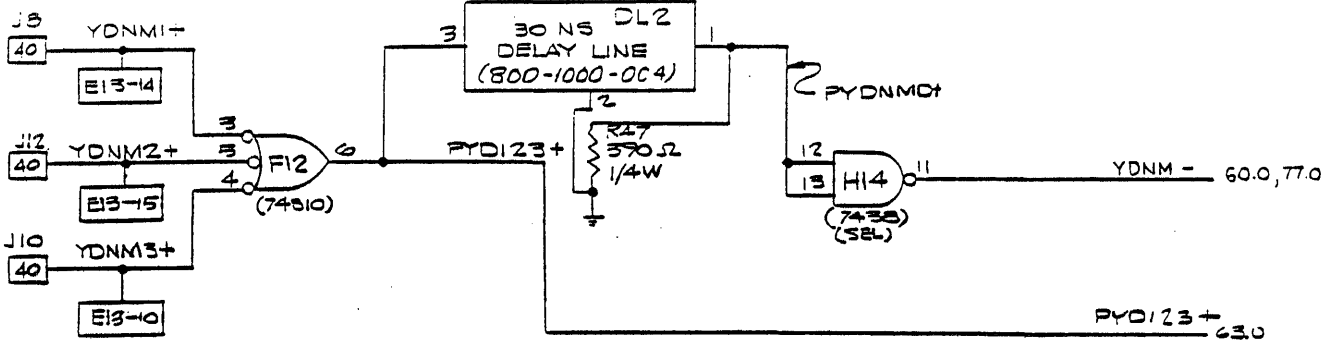 J8
40
YDNM1+
E13-14
J12
40
YDNM2+
E13-15
J10
40
YDNM3+
E13-10
3
5
4
F12
(74S10)
6
3
30 NS DL2
DELAY LINE
(800-1000-0C4)
1
2
PYDNMD+
PYD123+
R47
390Ω
1/4W
12
13
H14
11
(7438)
(SEL)
YDNM-
60.0, 77.0
PYD123+
63.0